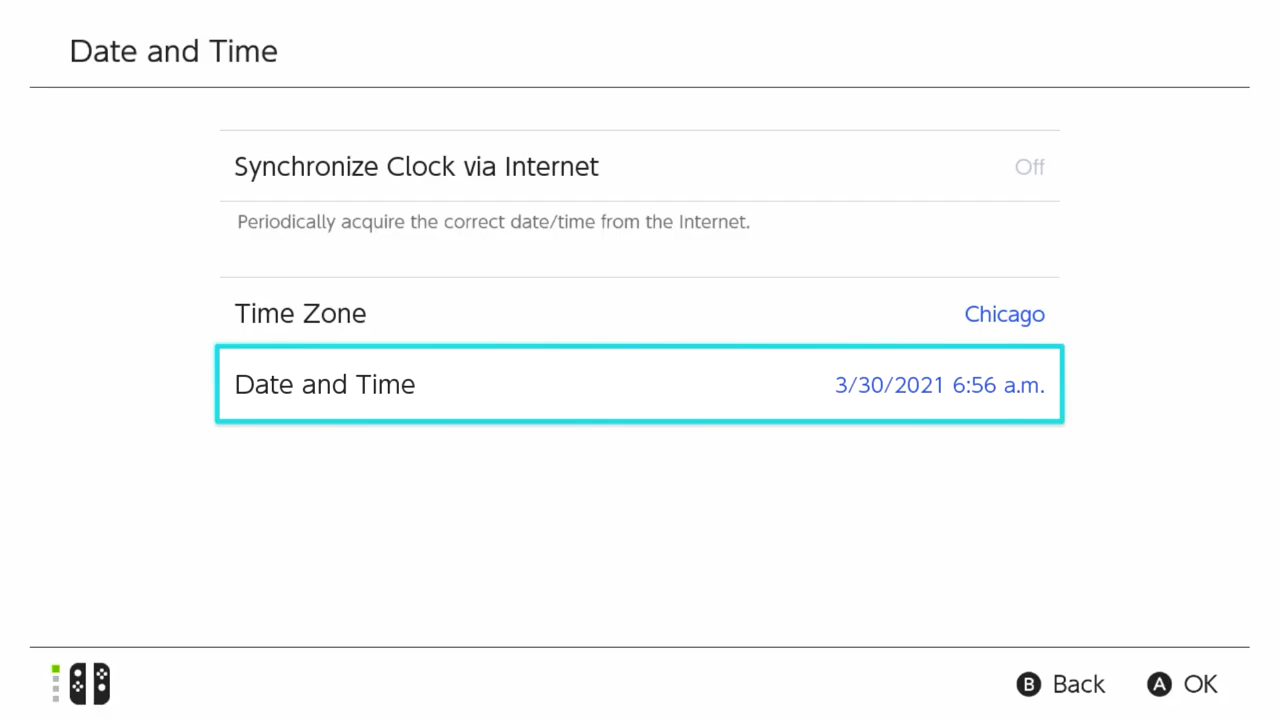 Date and Time
Synchronize Clock via Internet Off
Periodically acquire the correct date/time from the Internet.
Time Zone Chicago
Date and Time 3/30/2021 6:56 a.m.
B Back A OK